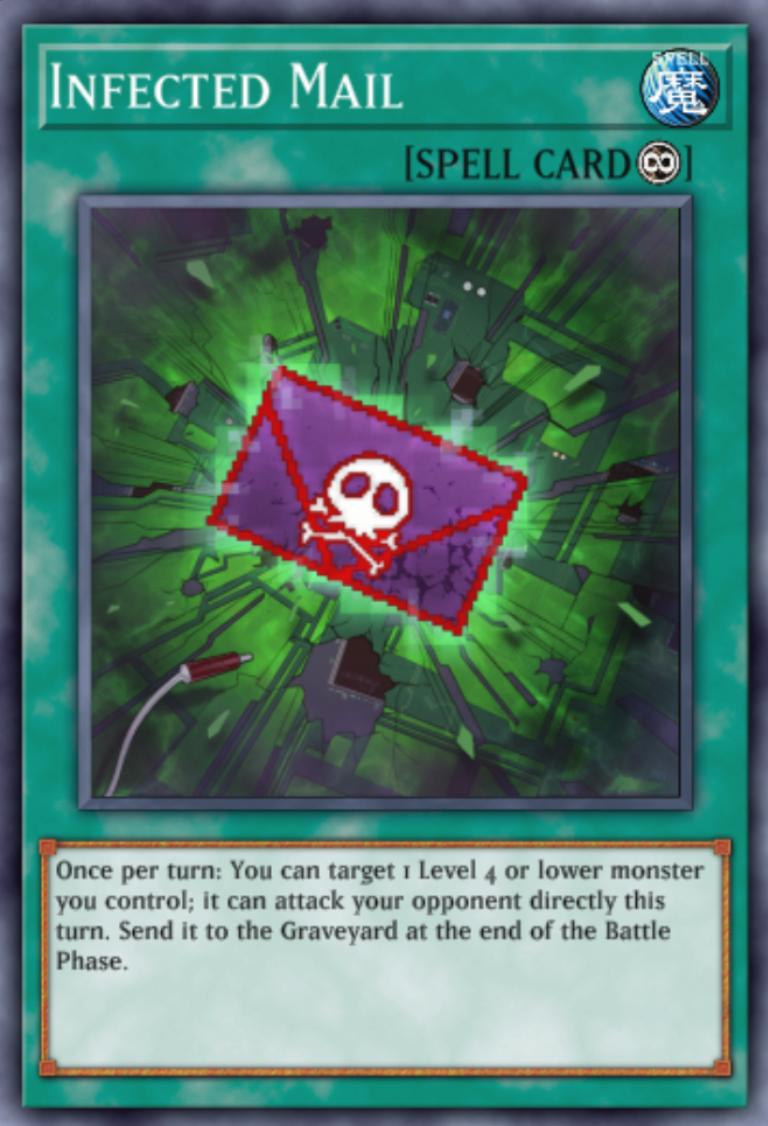 Infected Mail
SPELL
魔
[SPELL CARD]
Once per turn: You can target 1 Level 4 or lower monster
you control; it can attack your opponent directly this
turn. Send it to the Graveyard at the end of the Battle
Phase.